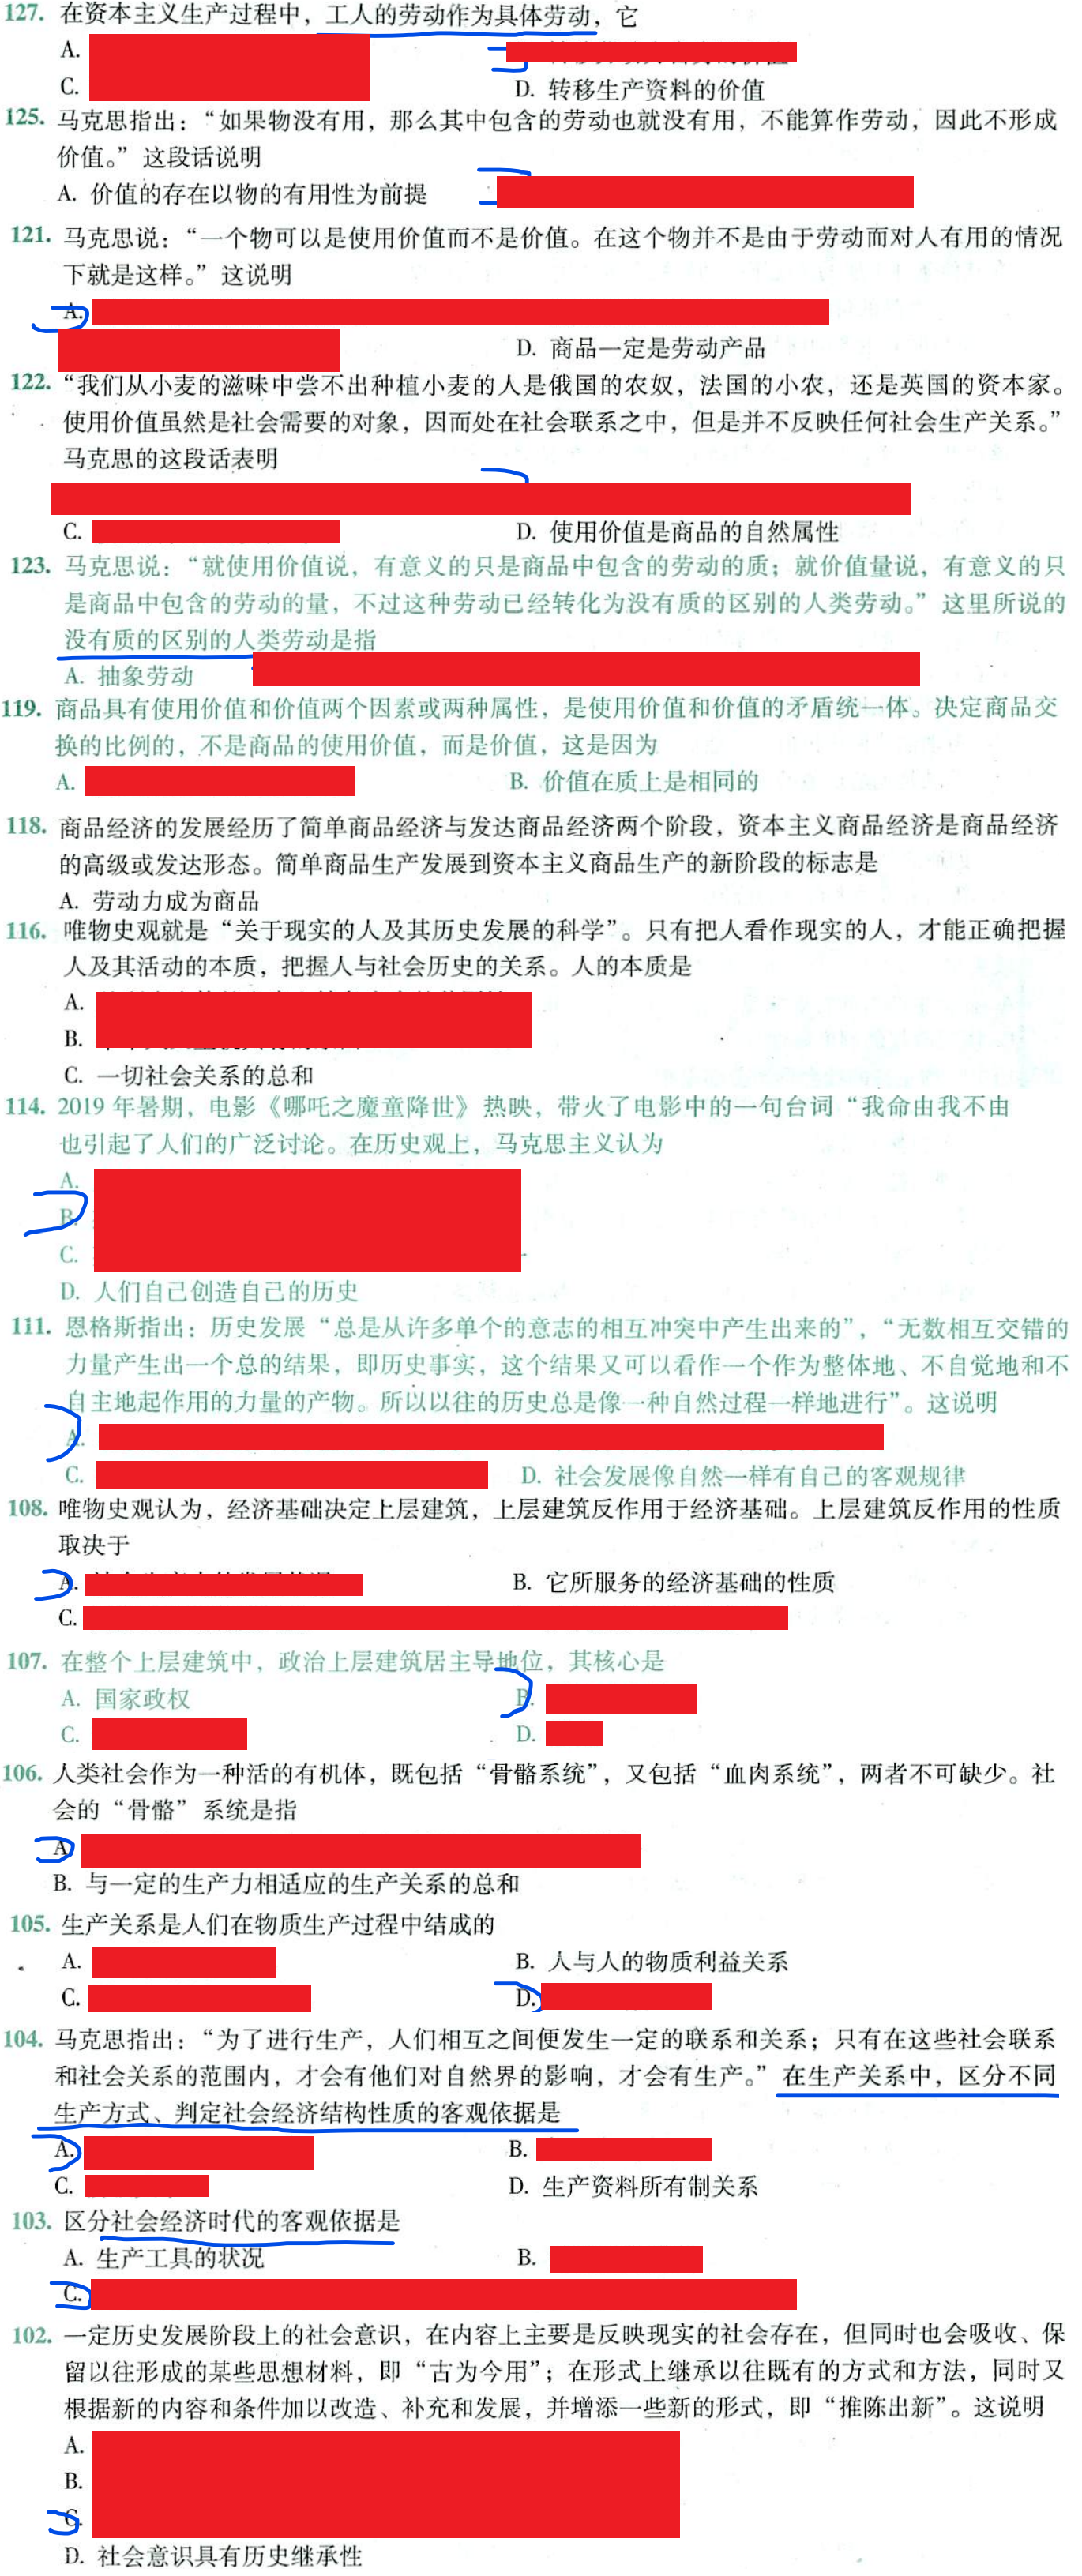 127. 在资本主义生产过程中，工人的劳动作为具体劳动，它
A.
C. D. 转移生产资料的价值
125. 马克思指出：“如果物没有用，那么其中包含的劳动也就没有用，不能算作劳动，因此不形成
价值。”这段话说明
A. 价值的存在以物的有用性为前提
121. 马克思说：“一个物可以是使用价值而不是价值。在这个物并不是由于劳动而对人有用的情况
下就是这样。”这说明
A.
D. 商品一定是劳动产品
122. “我们从小麦的滋味中尝不出种植小麦的人是俄国的农奴，法国的小农，还是英国的资本家。
使用价值虽然是社会需要的对象，因而处在社会联系之中，但是并不反映任何社会生产关系。”
马克思的这段话表明
C. D. 使用价值是商品的自然属性
123. 马克思说：“就使用价值说，有意义的只是商品中包含的劳动的质；就价值量说，有意义的只
是商品中包含的劳动的量，不过这种劳动已经转化为没有质的区别的人类劳动。”这里所说的
没有质的区别的人类劳动是指
A. 抽象劳动
119. 商品具有使用价值和价值两个因素或两种属性，是使用价值和价值的矛盾统一体。决定商品交
换的比例的，不是商品的使用价值，而是价值，这是因为
A. B. 价值在质上是相同的
118. 商品经济的发展经历了简单商品经济与发达商品经济两个阶段，资本主义商品经济是商品经济
的高级或发达形态。简单商品生产发展到资本主义商品生产的新阶段的标志是
A. 劳动力成为商品
116. 唯物史观就是“关于现实的人及其历史发展的科学”。只有把人看作现实的人，才能正确把握
人及其活动的本质，把握人与社会历史的关系。人的本质是
A.
B.
C. 一切社会关系的总和
114. 2019 年暑期，电影《哪吒之魔童降世》热映，带火了电影中的一句台词“我命由我不由
也引起了人们的广泛讨论。在历史观上，马克思主义认为
A.
B.
C.
D. 人们自己创造自己的历史
111. 恩格斯指出：历史发展“总是从许多单个的意志的相互冲突中产生出来的”，“无数相互交错的
力量产生出一个总的结果，即历史事实，这个结果又可以看作一个作为整体地、不自觉地和不
自主地起作用的力量的产物。所以以往的历史总是像一种自然过程一样地进行”。这说明
A.
C. D. 社会发展像自然一样有自己的客观规律
108. 唯物史观认为，经济基础决定上层建筑，上层建筑反作用于经济基础。上层建筑反作用的性质
取决于
A. B. 它所服务的经济基础的性质
C.
107. 在整个上层建筑中，政治上层建筑居主导地位，其核心是
A. 国家政权 B.
C. D.
106. 人类社会作为一种活的有机体，既包括“骨骼系统”，又包括“血肉系统”，两者不可缺少。社
会的“骨骼”系统是指
A
B. 与一定的生产力相适应的生产关系的总和
105. 生产关系是人们在物质生产过程中结成的
A. B. 人与人的物质利益关系
C. D.
104. 马克思指出：“为了进行生产，人们相互之间便发生一定的联系和关系；只有在这些社会联系
和社会关系的范围内，才会有他们对自然界的影响，才会有生产。”在生产关系中，区分不同
生产方式、判定社会经济结构性质的客观依据是
A. B.
C. D. 生产资料所有制关系
103. 区分社会经济时代的客观依据是
A. 生产工具的状况 B.
C.
102. 一定历史发展阶段上的社会意识，在内容上主要是反映现实的社会存在，但同时也会吸收、保
留以往形成的某些思想材料，即“古为今用”；在形式上继承以往既有的方式和方法，同时又
根据新的内容和条件加以改造、补充和发展，并增添一些新的形式，即“推陈出新”。这说明
A.
B.
C.
D. 社会意识具有历史继承性